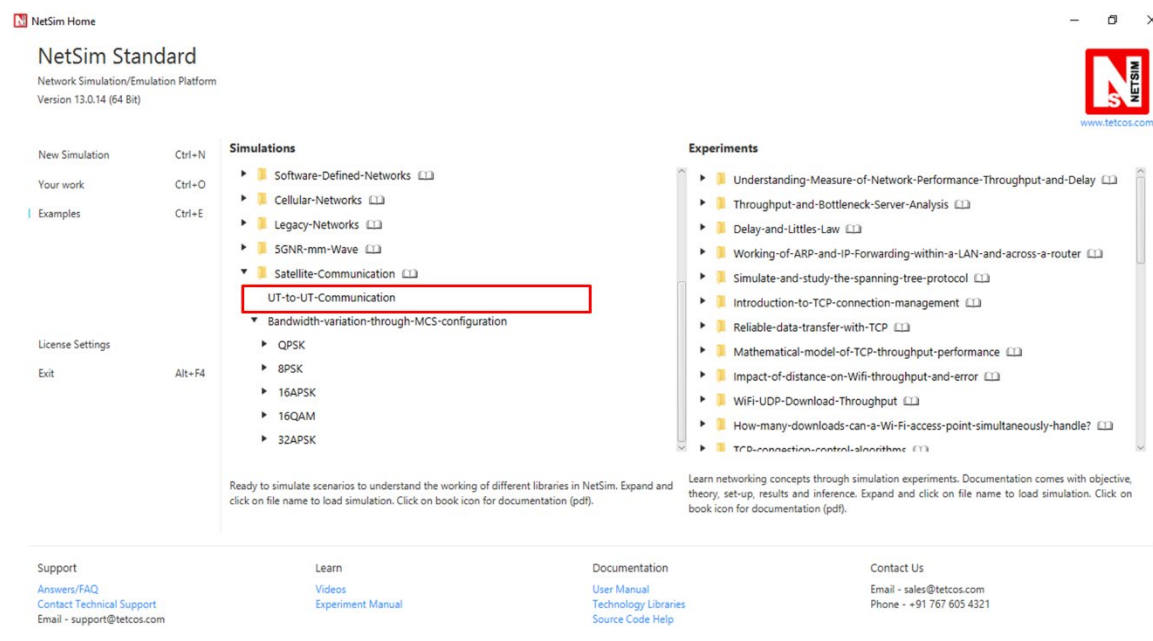 NetSim Home
NetSim Standard
Network Simulation/Emulation Platform
Version 13.0.14 (64 Bit)
NETSIM
www.tetcos.com
New Simulation Ctrl+N
Your work Ctrl+O
Examples Ctrl+E
License Settings
Exit Alt+F4
Simulations
Software-Defined-Networks
Cellular-Networks
Legacy-Networks
5GNR-mm-Wave
Satellite-Communication
UT-to-UT-Communication
Bandwidth-variation-through-MCS-configuration
QPSK
8PSK
16APSK
16QAM
32APSK
Ready to simulate scenarios to understand the working of different libraries in NetSim. Expand and
click on file name to load simulation. Click on book icon for documentation (pdf).
Experiments
Understanding-Measure-of-Network-Performance-Throughput-and-Delay
Throughput-and-Bottleneck-Server-Analysis
Delay-and-Littles-Law
Working-of-ARP-and-IP-Forwarding-within-a-LAN-and-across-a-router
Simulate-and-study-the-spanning-tree-protocol
Introduction-to-TCP-connection-management
Reliable-data-transfer-with-TCP
Mathematical-model-of-TCP-throughput-performance
Impact-of-distance-on-Wifi-throughput-and-error
WiFi-UDP-Download-Throughput
How-many-downloads-can-a-Wi-Fi-access-point-simultaneously-handle?
TCP-congestion-control-algorithms
Learn networking concepts through simulation experiments. Documentation comes with objective,
theory, set-up, results and inference. Expand and click on file name to load simulation. Click on
book icon for documentation (pdf).
Support
Answers/FAQ
Contact Technical Support
Email - support@tetcos.com
Learn
Videos
Experiment Manual
Documentation
User Manual
Technology Libraries
Source Code Help
Contact Us
Email - sales@tetcos.com
Phone - +91 767 605 4321